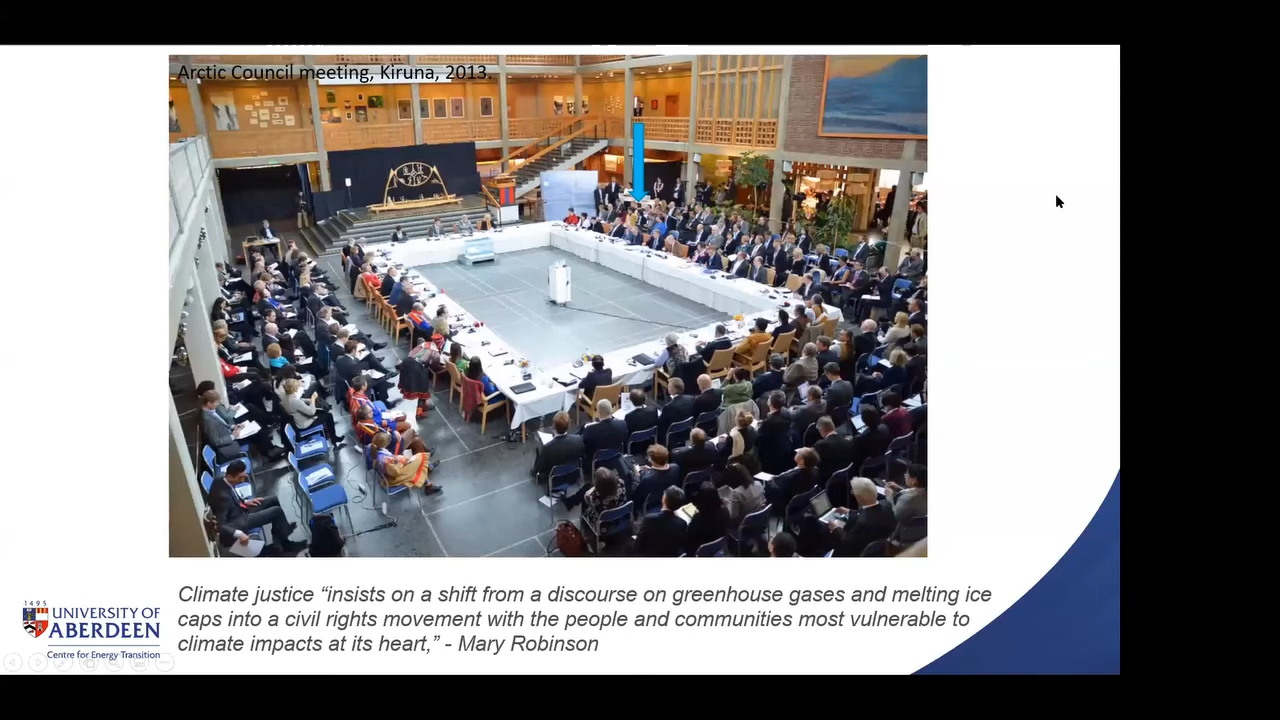 Arctic Council meeting, Kiruna, 2013.
Climate justice “insists on a shift from a discourse on greenhouse gases and melting ice
caps into a civil rights movement with the people and communities most vulnerable to
climate impacts at its heart,” - Mary Robinson
1495
UNIVERSITY OF
ABERDEEN
Centre for Energy Transition